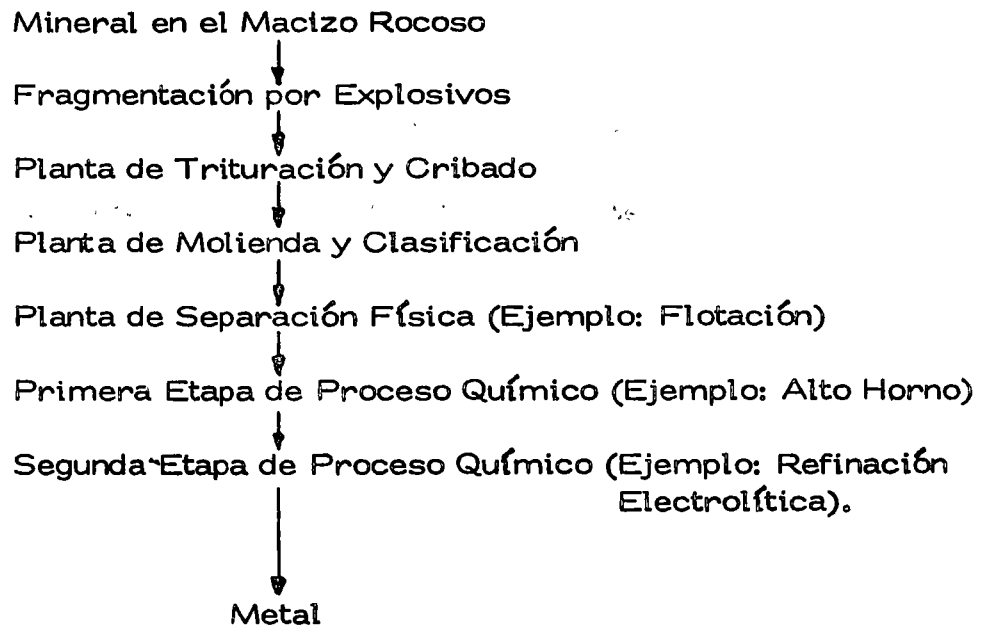 Mineral en el Macizo Rocoso
Fragmentación por Explosivos
Planta de Trituración y Cribado
Planta de Molienda y Clasificación
Planta de Separación Física (Ejemplo: Flotación)
Primera Etapa de Proceso Químico (Ejemplo: Alto Horno)
Segunda Etapa de Proceso Químico (Ejemplo: Refinación
Electrolítica).
Metal